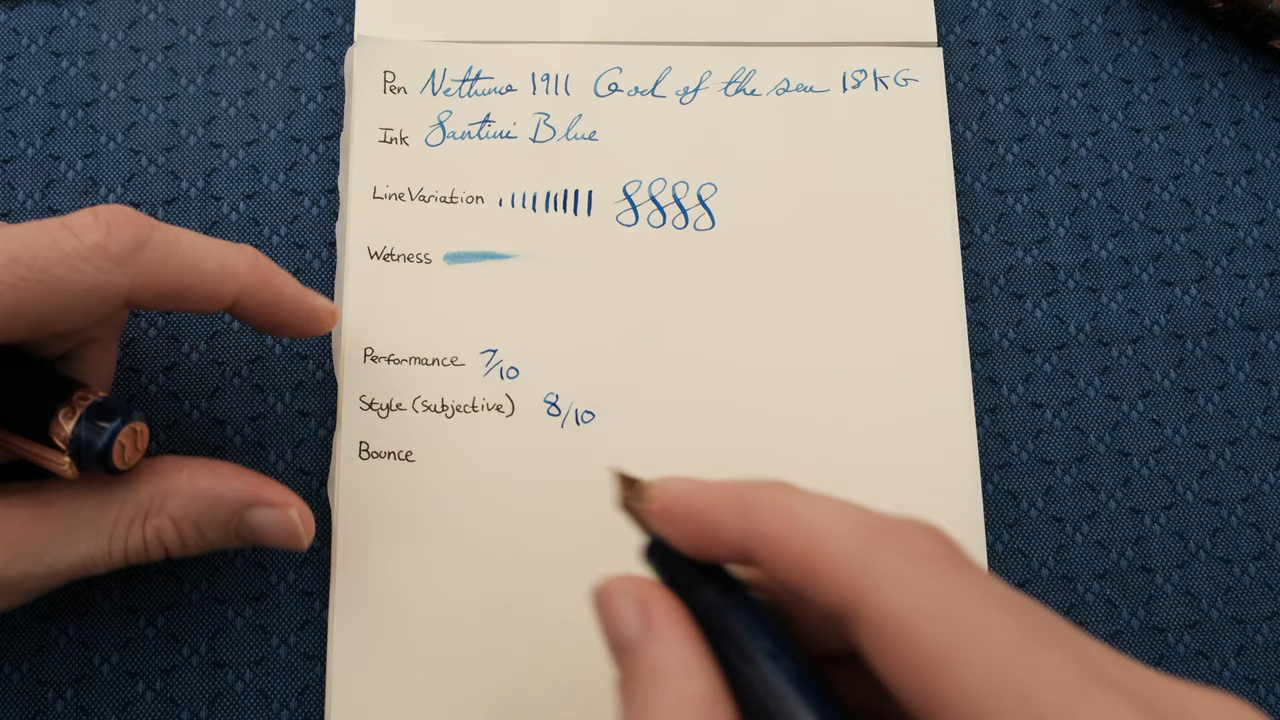 Pen Nettuno 1911 God of the sea 18KG
Ink Santini Blue
Line Variation
Wetness
Performance 7/10
Style (subjective) 8/10
Bounce